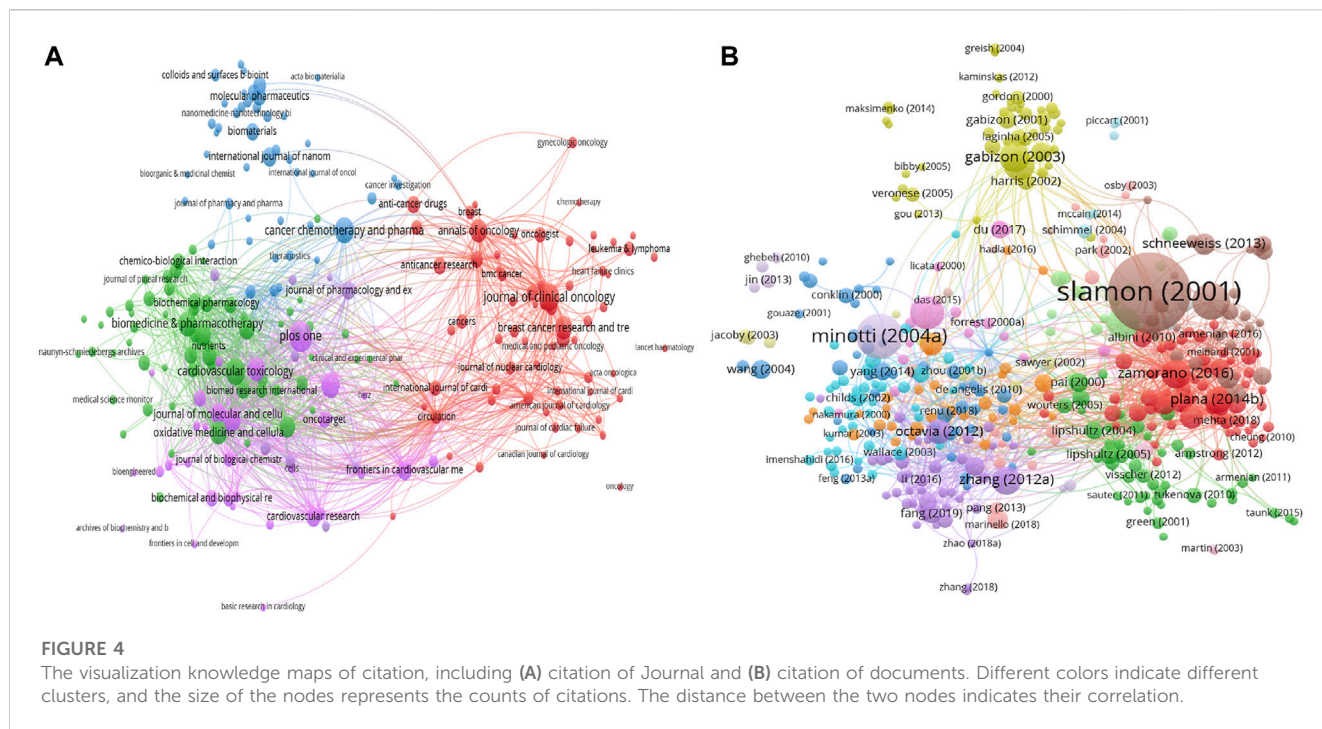 A
colloids and surfaces b-bioint
acta biomaterialia
molecular pharmaceutics
nanomedicine-nanotechnology bi
biomaterials
international journal of nanom
bioorganic & medicinal chemist
international journal of oncol
gynecologic oncology
cancer investigation
journal of pharmacy and pharma
anti-cancer drugs
breast
chemotherapy
cancer chemotherapy and pharma
annals of oncology
oncologist
leukemia & lymphoma
chemico-biological interaction
theranostics
anticancer research
bmc cancer
heart failure clinics
journal of pineal research
journal of pharmacology and ex
biochemical pharmacology
journal of clinical oncology
biomedicine & pharmacotherapy
plos one
cancers
breast cancer research and tre
naunyn-schmiedebergs archives
nutrients
clinical and experimental phar
medical and pediatric oncology
lancet haematology
cardiovascular toxicology
journal of nuclear cardiology
acta oncologica
medical science monitor
biomed research international
herz
international journal of cardi
international journal of cardi
american journal of cardiology
journal of molecular and cellu
oncotarget
circulation
oxidative medicine and cellula
journal of cardiac failure
journal of biological chemistr
canadian journal of cardiology
bioengineered
cells
frontiers in cardiovascular me
biochemical and biophysical re
oncology
cardiovascular research
archives of biochemistry and b
frontiers in cell and developm
basic research in cardiology
B
greish (2004)
kaminskas (2012)
gordon (2000)
maksimenko (2014)
gabizon (2001)
piccart (2001)
laginha (2005)
gabizon (2003)
bibby (2005)
harris (2002)
osby (2003)
veronese (2005)
gou (2013)
mccain (2014)
du (2017)
schimmel (2004)
schneeweiss (2013)
hadla (2016)
park (2002)
ghebeh (2010)
licata (2000)
jin (2013)
conklin (2000)
slamon (2001)
gouaze (2001)
das (2015)
forrest (2000a)
minotti (2004a)
albini (2010)
armenian (2016)
jacoby (2003)
meinardi (2001)
wang (2004)
yang (2014)
zhou (2001b)
sawyer (2002)
zamorano (2016)
childs (2002)
de angelis (2010)
pai (2000)
plana (2014b)
nakamura (2000)
renu (2018)
wouters (2005)
mehta (2018)
kumar (2003)
octavia (2012)
lipshultz (2004)
cheung (2010)
wallace (2003)
armstrong (2012)
imenshahidi (2016)
feng (2013a)
li (2016)
lipshultz (2005)
zhang (2012a)
visscher (2012)
armenian (2011)
sauter (2011)
tukenova (2010)
fang (2019)
pang (2013)
marinello (2018)
green (2001)
taunk (2015)
zhao (2018a)
martin (2003)
zhang (2018)
FIGURE 4
The visualization knowledge maps of citation, including (A) citation of Journal and (B) citation of documents. Different colors indicate different
clusters, and the size of the nodes represents the counts of citations. The distance between the two nodes indicates their correlation.